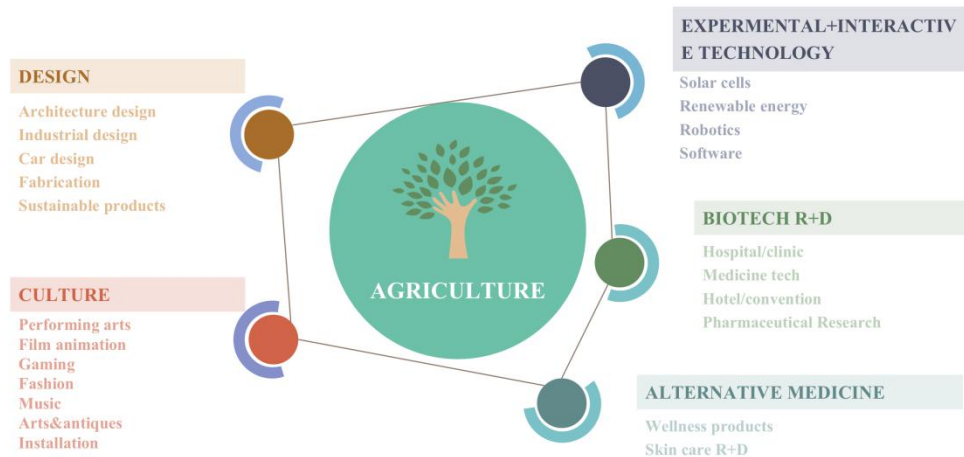 DESIGN
Architecture design
Industrial design
Car design
Fabrication
Sustainable products
CULTURE
Performing arts
Film animation
Gaming
Fashion
Music
Arts&antiques
Installation
AGRICULTURE
EXPERMENTAL+INTERACTIV
E TECHNOLOGY
Solar cells
Renewable energy
Robotics
Software
BIOTECH R+D
Hospital/clinic
Medicine tech
Hotel/convention
Pharmaceutical Research
ALTERNATIVE MEDICINE
Wellness products
Skin care R+D